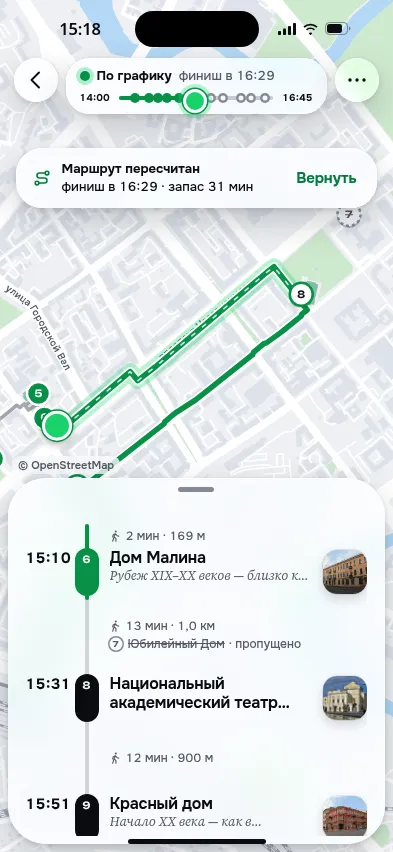 15:18
По графику финиш в 16:29
14:00
16:45
Маршрут пересчитан
финиш в 16:29 · запас 31 мин
Вернуть
7
8
улица Городской Вал
5
© OpenStreetMap
2 мин · 169 м
15:10
6
Дом Малина
Рубеж XIX–XX веков — близко к...
13 мин · 1,0 км
7
Юбилейный Дом · пропущено
15:31
8
Национальный
академический театр...
12 мин · 900 м
15:51
9
Красный дом
Начало XX века — как в...